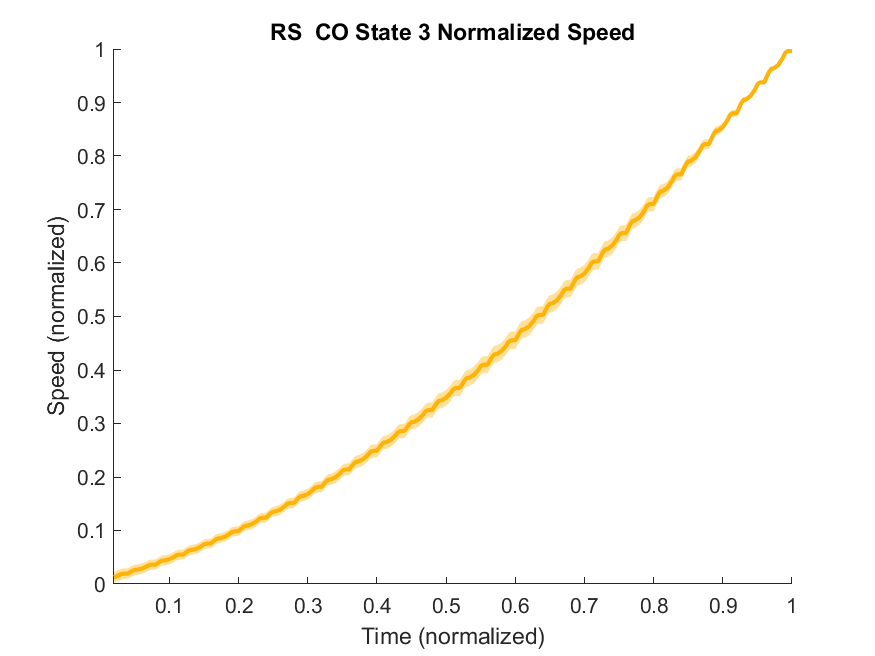 RS  CO State 3 Normalized Speed
1
0.9
0.8
0.7
0.6
0.5
0.4
0.3
0.2
0.1
0
Speed (normalized)
0.1 0.2 0.3 0.4 0.5 0.6 0.7 0.8 0.9 1
Time (normalized)